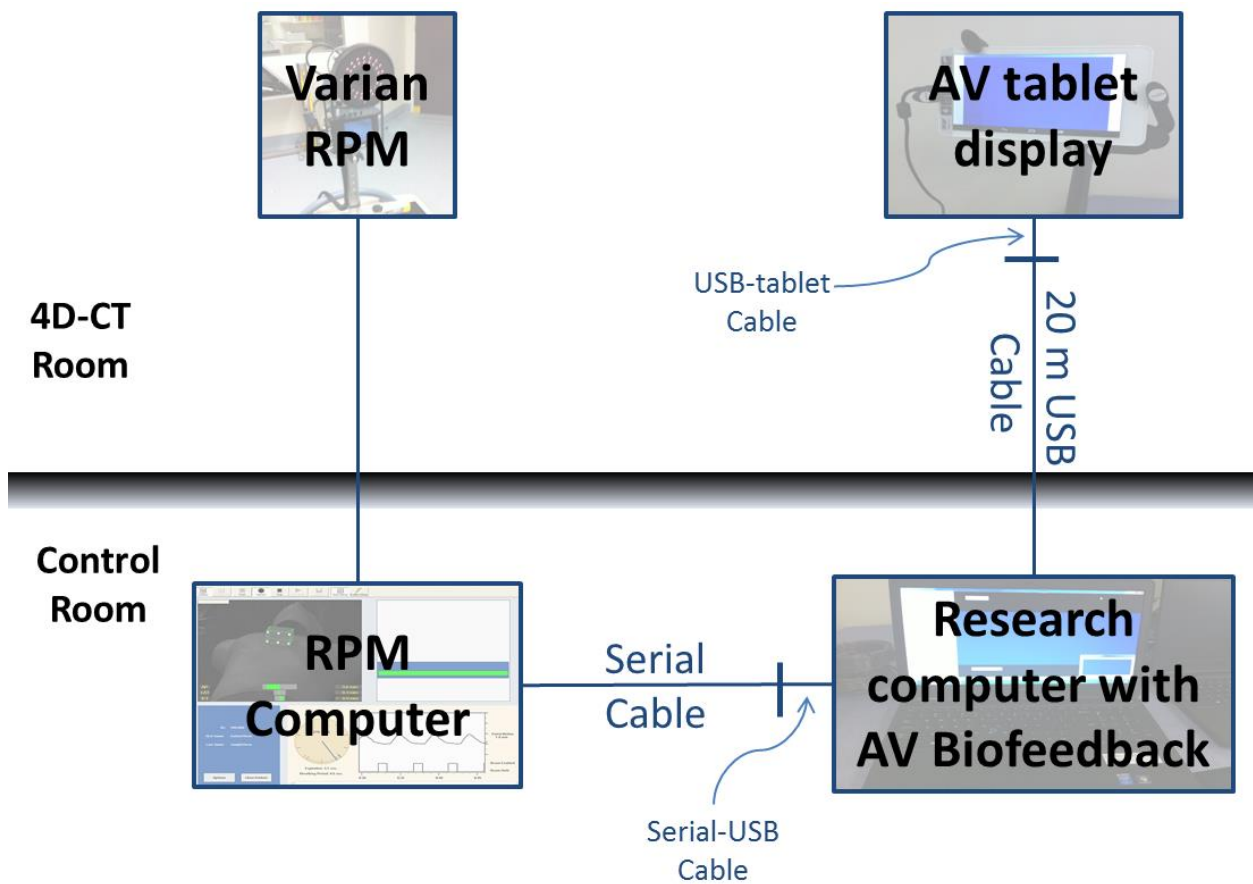 Varian
RPM
AV tablet
display
USB-tablet
Cable
20 m USB
Cable
4D-CT
Room
Control
Room
RPM
Computer
Serial
Cable
Serial-USB
Cable
Research
computer with
AV Biofeedback